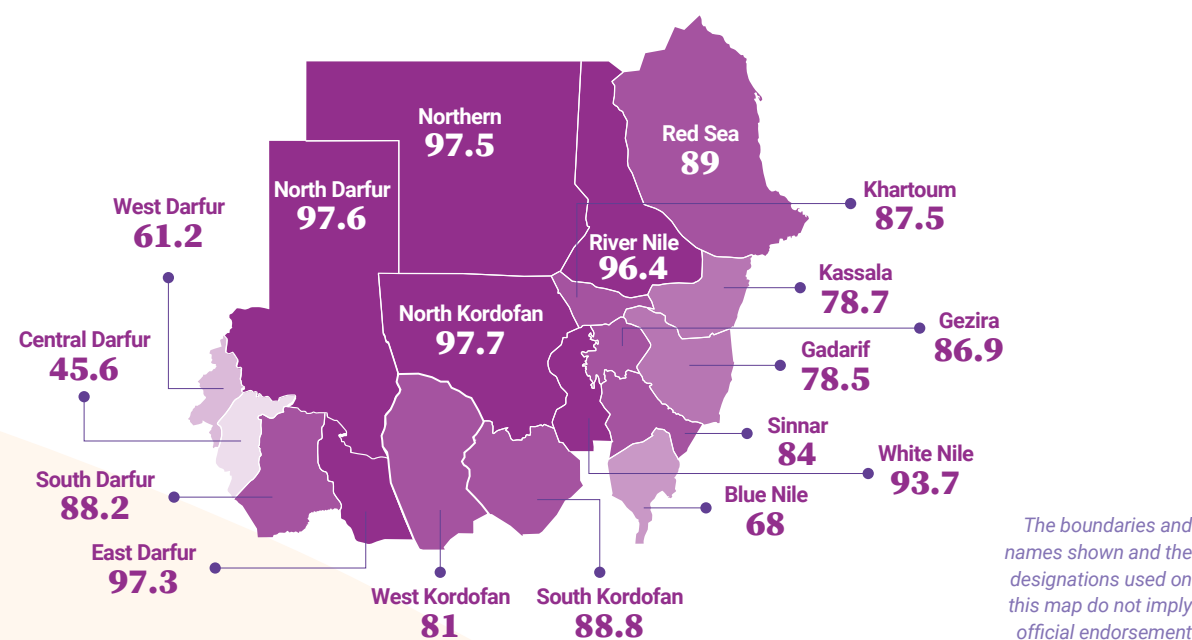 Northern
97.5
Red Sea
89
North Darfur
97.6
West Darfur
61.2
Khartoum
87.5
River Nile
96.4
Kassala
78.7
North Kordofan
97.7
Gezira
86.9
Central Darfur
45.6
Gadarif
78.5
Sinnar
84
White Nile
93.7
South Darfur
88.2
Blue Nile
68
East Darfur
97.3
West Kordofan
81
South Kordofan
88.8
The boundaries and
names shown and the
designations used on
this map do not imply
official endorsement